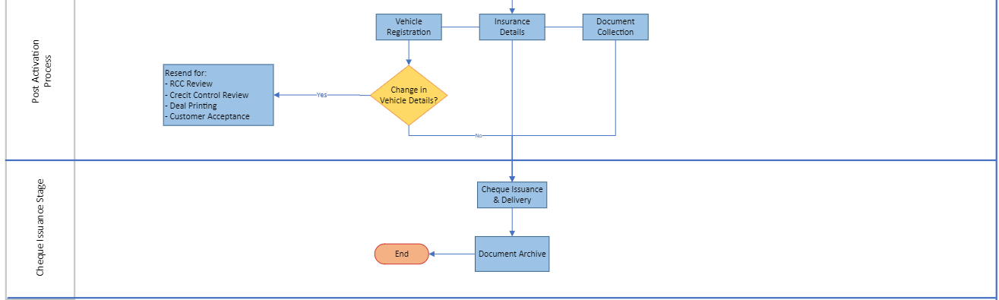 Post Activation
Process
Vehicle
Registration
Insurance
Details
Document
Collection
Resend for:
- RCC Review
- Crecit Control Review
- Deal Printing
- Customer Acceptance
Yes
Change in
Vehicle Details?
No
Cheque Issuance Stage
Cheque Issuance
& Delivery
End
Document Archive